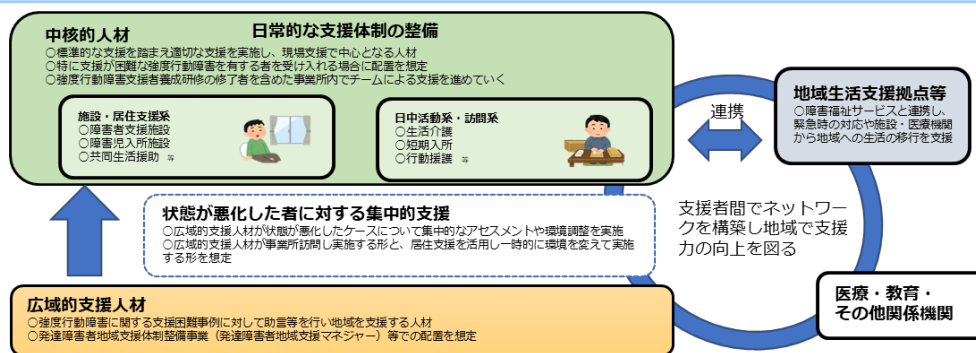 中核的人材
日常的な支援体制の整備
○標準的な支援を踏まえ適切な支援を実施し、現場支援で中心となる人材
○特に支援が困難な強度行動障害を有する者を受け入れる場合に配置を想定
○強度行動障害支援者養成研修の修了者を含めた事業所内でチームによる支援を進めていく
施設・居住支援系
○障害者支援施設
○障害児入所施設
○共同生活援助 等
日中活動系・訪問系
○生活介護
○短期入所
○行動援護 等
連携
地域生活支援拠点等
○障害福祉サービスと連携し、
緊急時の対応や施設・医療機関
から地域への生活の移行を支援
状態が悪化した者に対する集中的支援
○広域的支援人材が状態が悪化したケースについて集中的なアセスメントや環境調整を実施
○広域的支援人材が事業所訪問し実施する形と、居住支援を活用し一時的に環境を変えて実施
する形を想定
支援者間でネットワー
クを構築し地域で支援
力の向上を図る
広域的支援人材
○強度行動障害に関する支援困難事例に対して助言等を行い地域を支援する人材
○発達障害者地域支援体制整備事業（発達障害者地域支援マネジャー）等での配置を想定
医療・教育・
その他関係機関